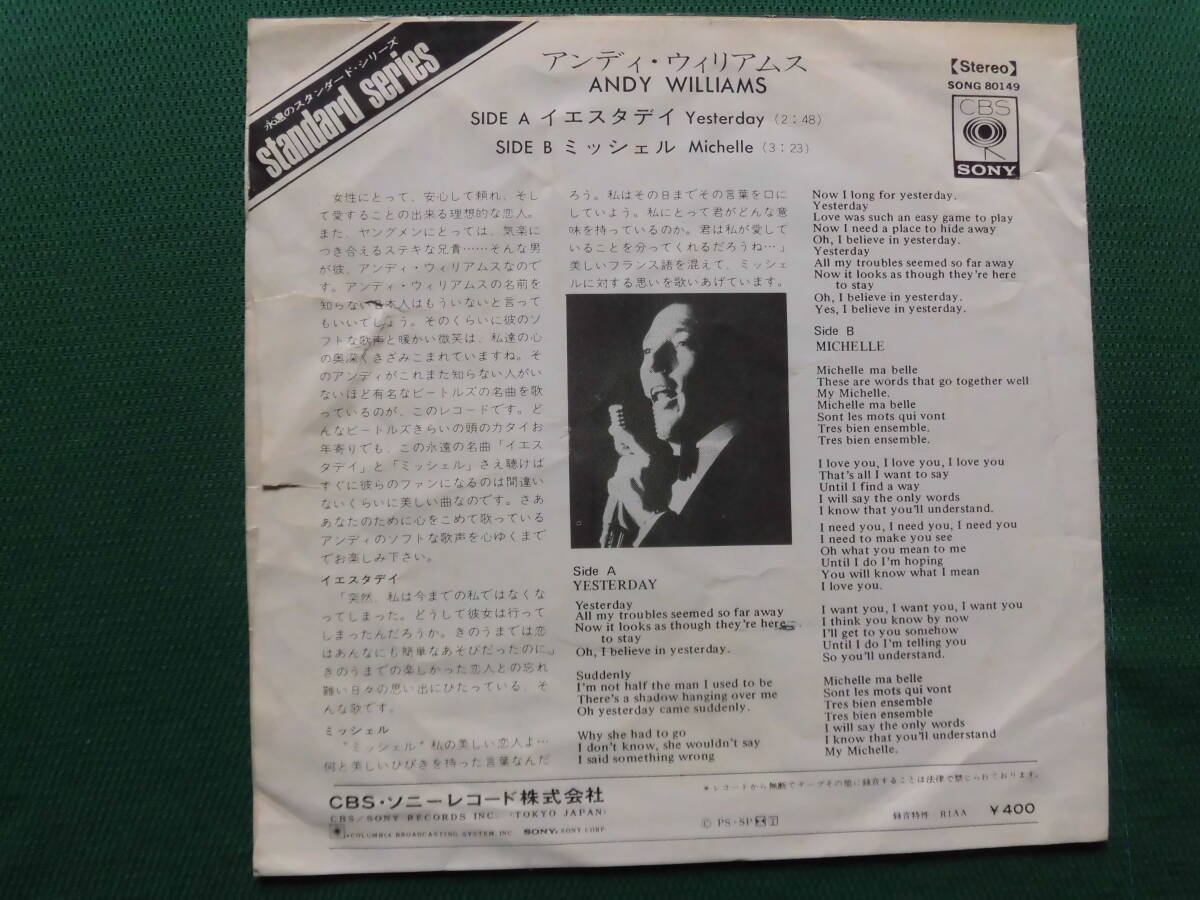 永遠のスタンダード・シリーズ
standard series
アンディ・ウィリアムス
ANDY WILLIAMS
SIDE A イエスタデイ Yesterday (2:48)
SIDE B ミッシェル Michelle (3:23)
【Stereo】
SONG 80149
CBS
SONY
女性にとって、安心して頼れ、そし
て愛することの出来る理想的な恋人。
また、ヤングメンにとっては、気楽に
つき合えるステキな兄貴……そんな男
が彼、アンディ・ウィリアムスなので
す。アンディ・ウィリアムスの名前を
知らない日本人はもういないと言って
もいいでしょう。そのくらいに彼のソ
フトな歌声と暖かい微笑は、私達の心
の奥深くきざみこまれていますね。そ
のアンディがこれまた知らない人がい
ないほど有名なビートルズの名曲を歌
っているのが、このレコードです。ど
んなビートルズきらいの頭のカタイお
年寄りでも、この永遠の名曲「イエス
タデイ」と「ミッシェル」さえ聴けば
すぐに彼らのファンになるのは間違い
ないくらいに美しい曲なのです。さあ
あなたのために心をこめて歌っている
アンディのソフトな歌声を心ゆくまで
でお楽しみ下さい。
イエスタデイ
「突然、私は今までの私ではなくな
ってしまった。どうして彼女は行って
しまったんだろうか。きのうまでは恋
はあんなにも簡単なあそびだったのに」
きのうまでの楽しかった恋人との忘れ
難い日々の思い出にひたっている、そ
んな歌です。
ミッシェル
"ミッシェル"私の美しい恋人よ…
何と美しいひびきを持った言葉なんだ
ろう。私はその日までその言葉を口に
していよう。私にとって君がどんな意
味を持っているのか。君は私が愛して
いることを分ってくれるだろうね…」
美しいフランス語を混えて、ミッシェ
ルに対する思いを歌いあげています。
Side A
YESTERDAY
Yesterday
All my troubles seemed so far away
Now it looks as though they're here
to stay
Oh, I believe in yesterday.
Suddenly
I'm not half the man I used to be
There's a shadow hanging over me
Oh yesterday came suddenly.
Why she had to go
I don't know, she wouldn't say
I said something wrong
Now I long for yesterday.
Yesterday
Love was such an easy game to play
Now I need a place to hide away
Oh, I believe in yesterday.
Yesterday
All my troubles seemed so far away
Now it looks as though they're here
to stay
Oh, I believe in yesterday.
Yes, I believe in yesterday.
Side B
MICHELLE
Michelle ma belle
These are words that go together well
My Michelle.
Michelle ma belle
Sont les mots qui vont
Tres bien ensemble.
Tres bien ensemble.
I love you, I love you, I love you
That's all I want to say
Until I find a way
I will say the only words
I know that you'll understand.
I need you, I need you, I need you
I need to make you see
Oh what you mean to me
Until I do I'm hoping
You will know what I mean
I love you.
I want you, I want you, I want you
I think you know by now
I'll get to you somehow
Until I do I'm telling you
So you'll understand.
Michelle ma belle
Sont les mots qui vont
Tres bien ensemble
Tres bien ensemble
I will say the only words
I know that you'll understand
My Michelle.
CBS・ソニーレコード株式会社
CBS/SONY RECORDS INC. (TOKYO JAPAN)
COLUMBIA BROADCASTING SYSTEM, INC. SONY: SONY CORP
*レコードから無断でテープその他に録音することは法律で禁じられております。
Ⓒ PS・SP
録音特性 RIAA ¥400